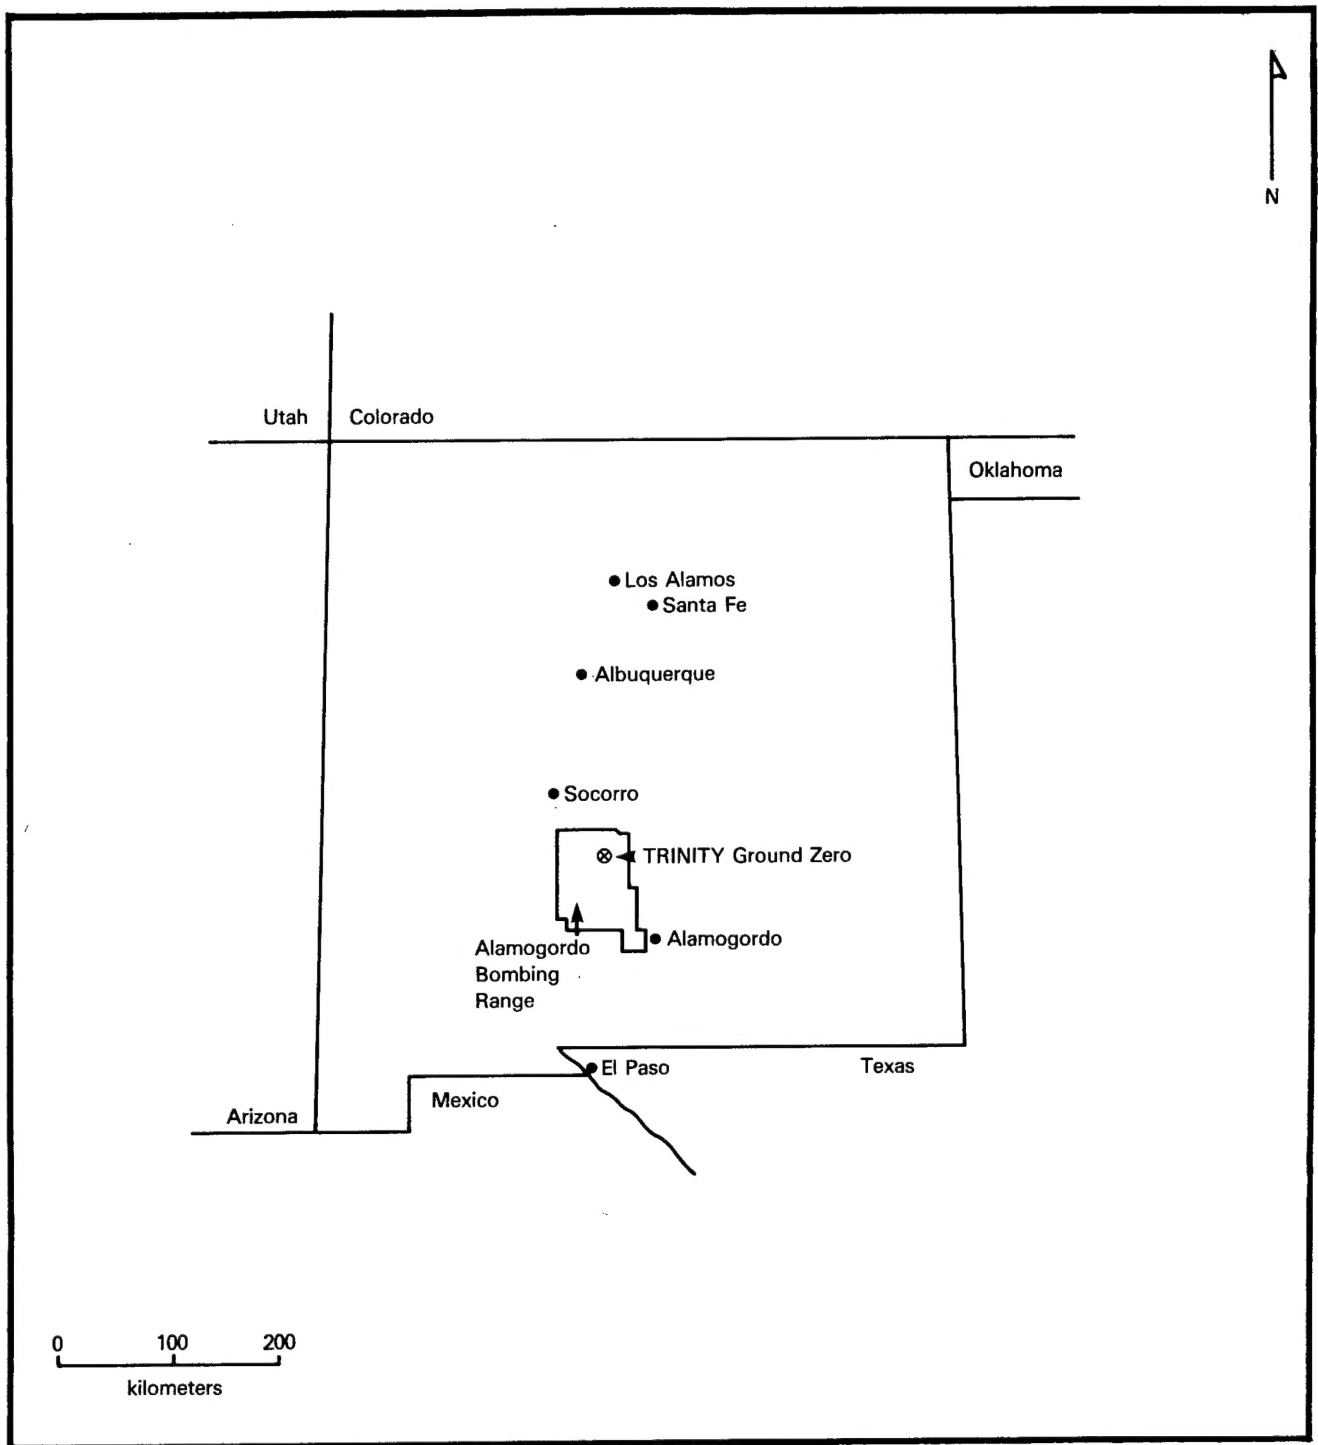 N
Utah Colorado
Oklahoma
Los Alamos
Santa Fe
Albuquerque
Socorro
TRINITY Ground Zero
Alamogordo
Alamogordo
Bombing
Range
El Paso
Texas
Mexico
Arizona
0 100 200
kilometers